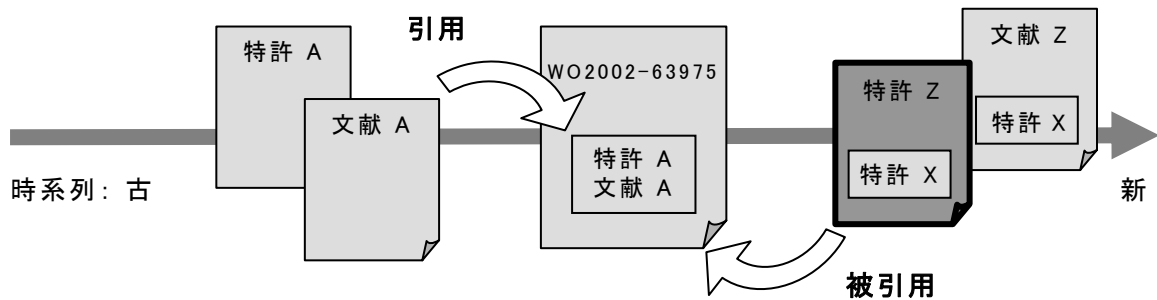 引用
特許 A
文献 A
WO2002-63975
特許 A
文献 A
特許 Z
特許 X
文献 Z
特許 X
時系列: 古
新
被引用